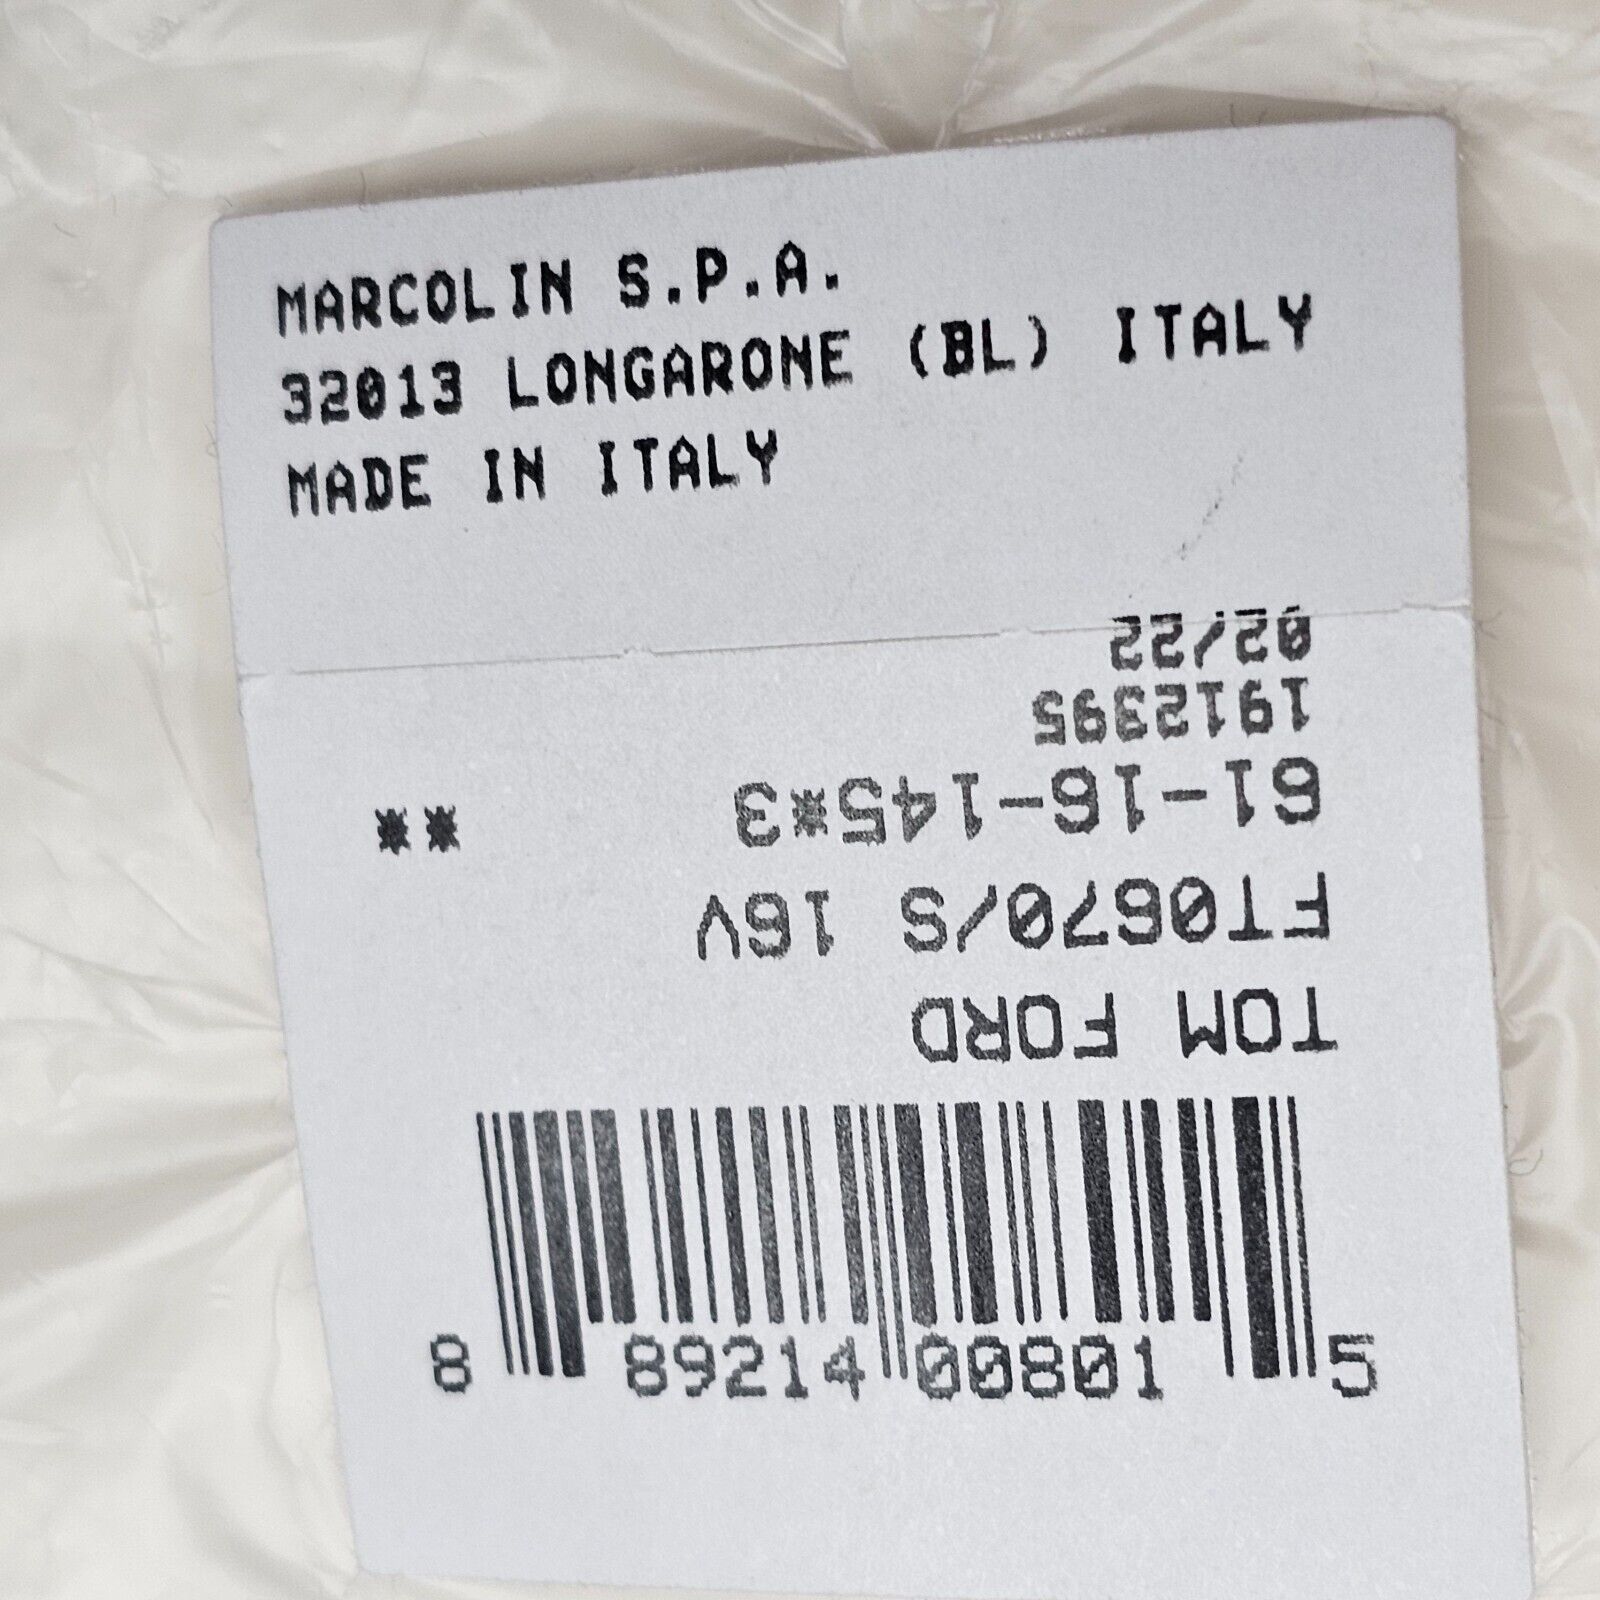 MARCOLIN S.P.A.
32013 LONGARONE (BL) ITALY
MADE IN ITALY
TOM FORD
FT0670/S 16V
61-16-145*3 **
1912395
02/22
8 89214 00801 5